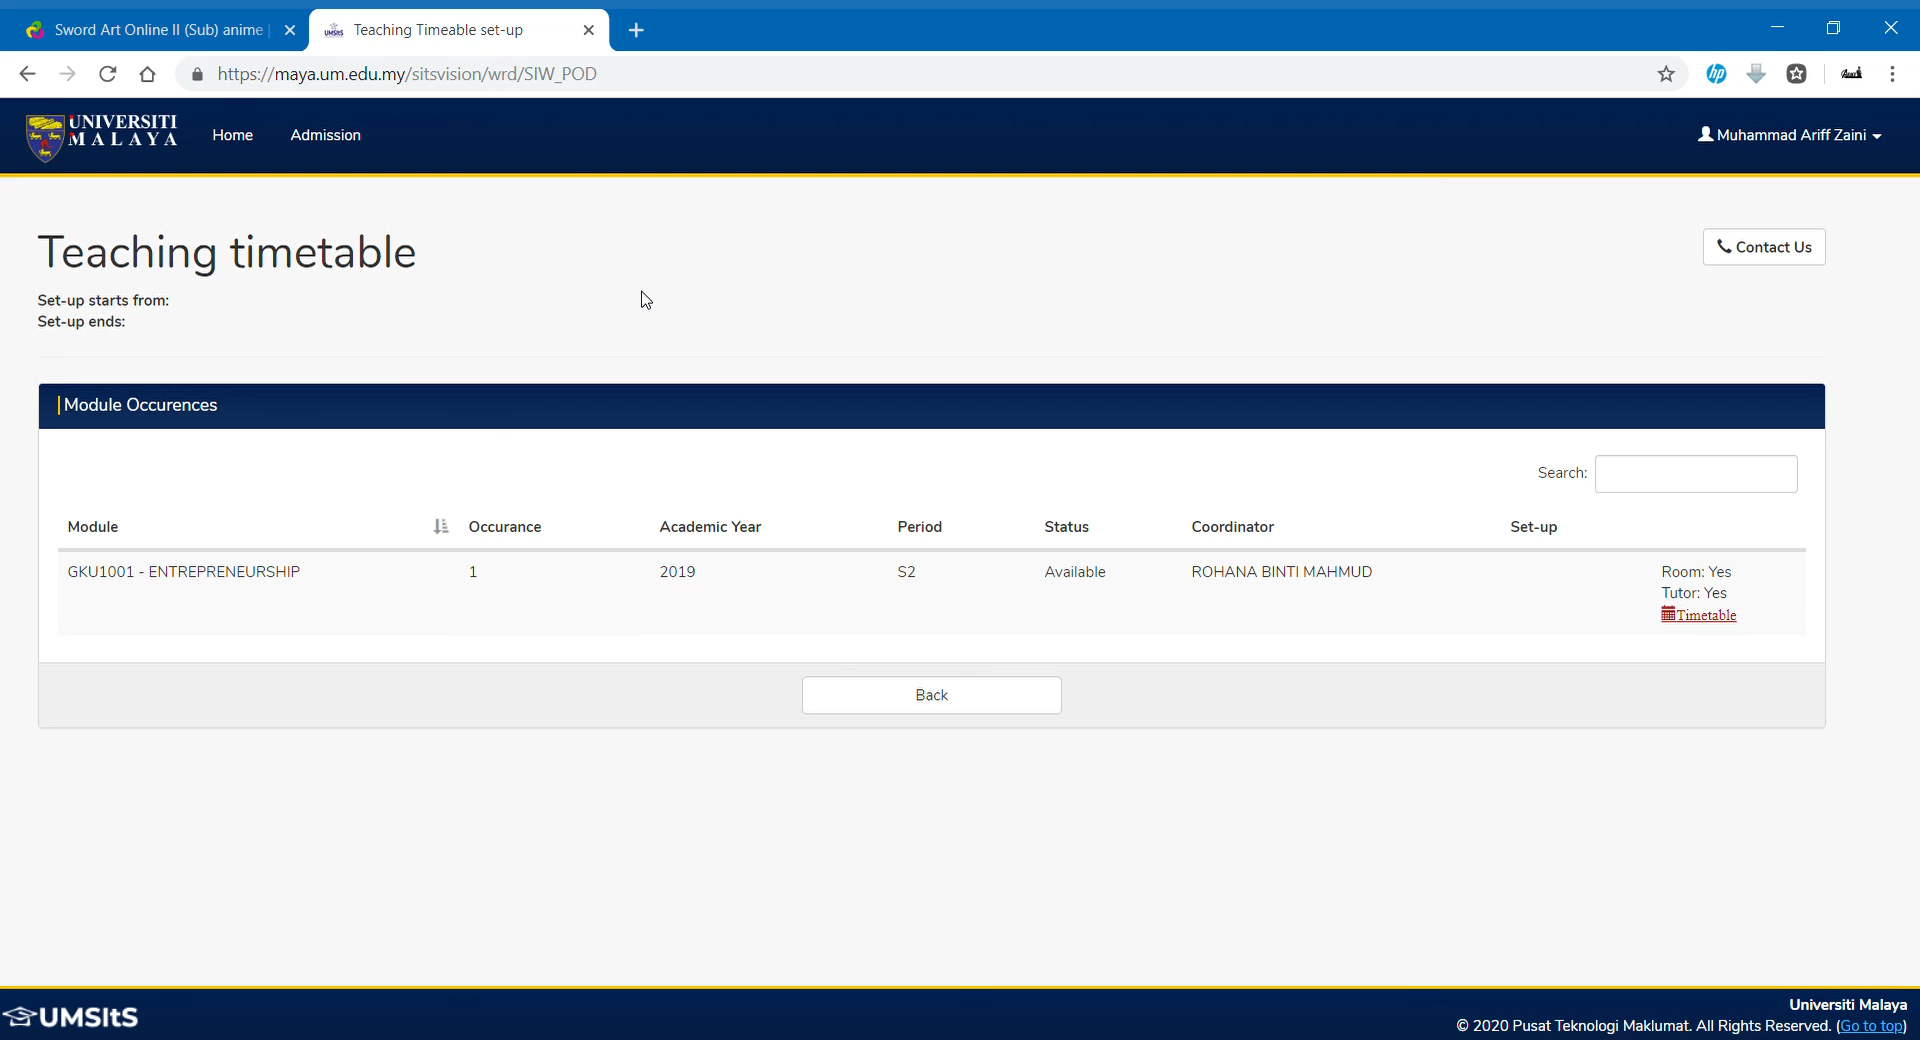 Sword Art Online II (Sub) anime
UMSitS Teaching Timeable set-up
https://maya.um.edu.my/sitsvision/wrd/SIW_POD
hp
UNIVERSITI
MALAYA
Home Admission
Muhammad Ariff Zaini
Teaching timetable
Contact Us
Set-up starts from:
Set-up ends:
Module Occurences
Search:
Module Occurance Academic Year Period Status Coordinator Set-up
GKU1001 - ENTREPRENEURSHIP 1 2019 S2 Available ROHANA BINTI MAHMUD Room: Yes
Tutor: Yes
Timetable
Back
UMSItS
Universiti Malaya
© 2020 Pusat Teknologi Maklumat. All Rights Reserved. (Go to top)